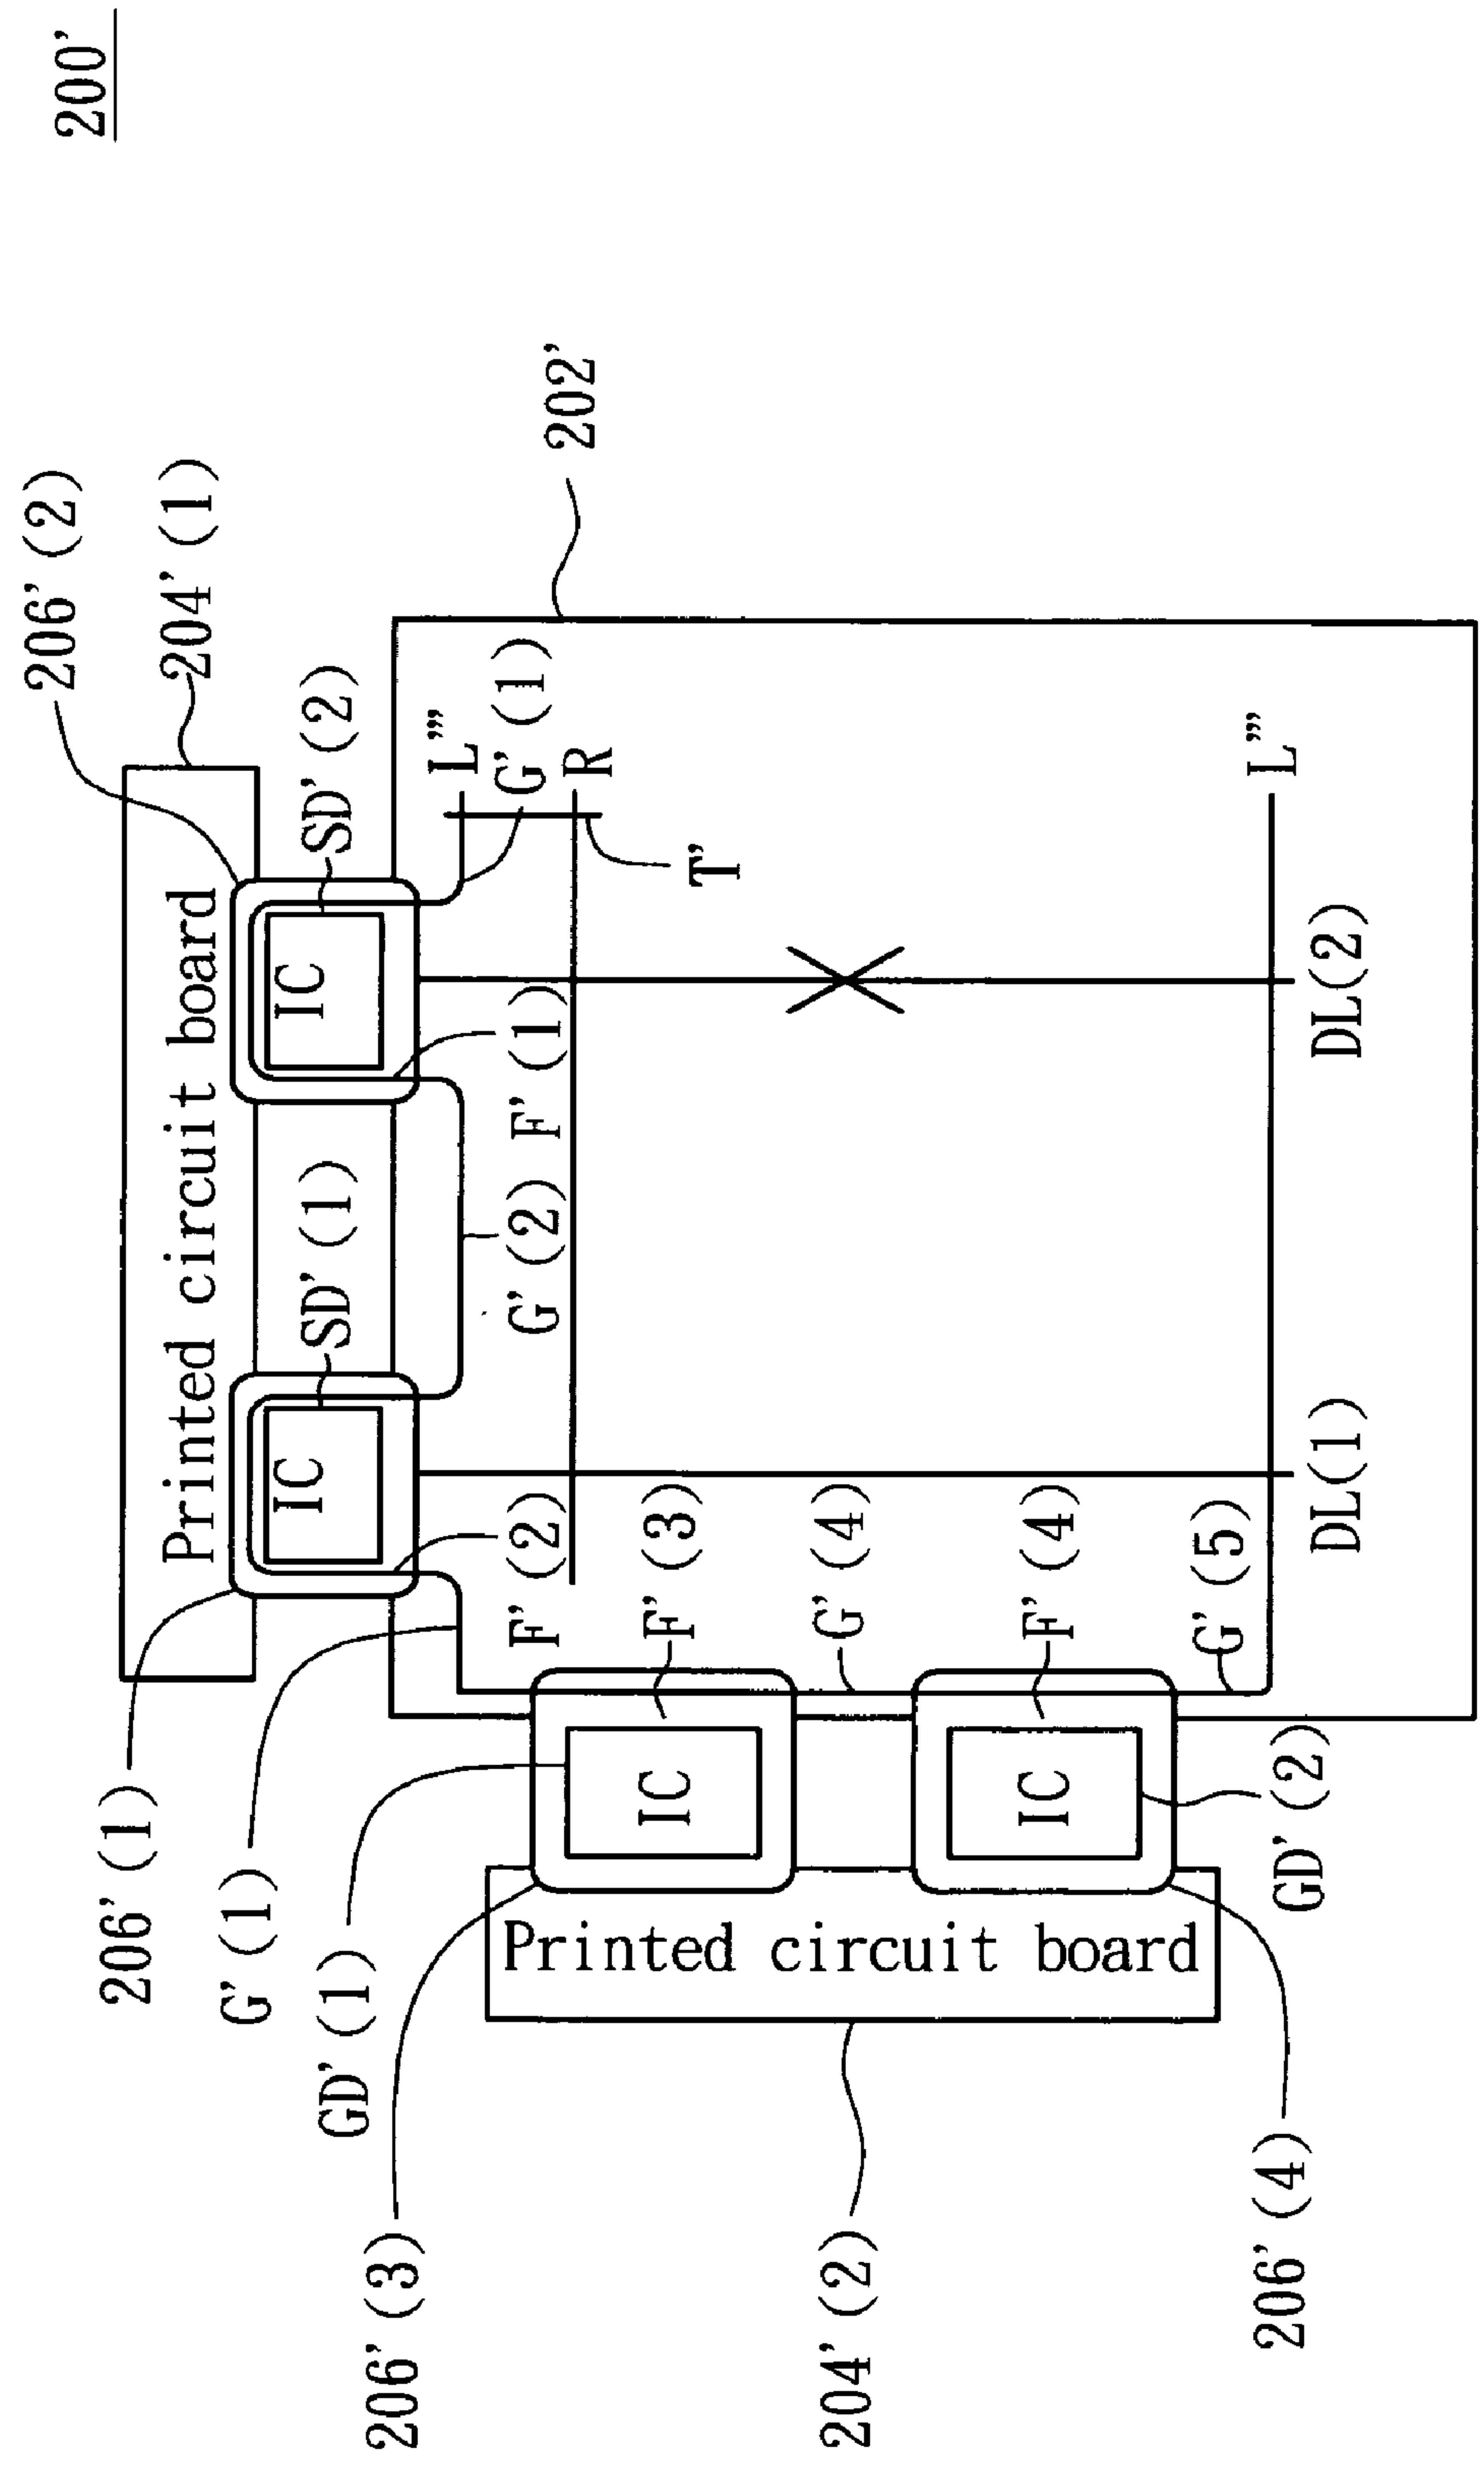 200'
206' (2)
204' (1)
206' (1)
Printed circuit board
G' (1)
IC
SD' (1)
IC
SD' (2)
GD' (1)
206' (3)
L'''
G' (1)
F' (2)
G' (2)
F' (1)
202'
R
IC
F' (3)
T'
Printed circuit board
204' (2)
G' (4)
IC
F' (4)
G' (5)
206' (4)
GD' (2)
L'''
DL(1)
DL(2)